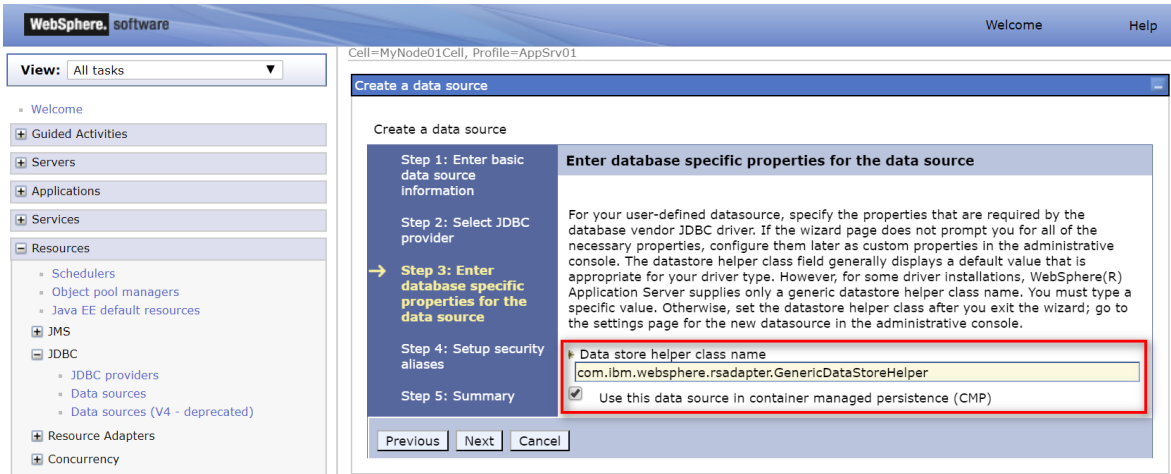 WebSphere. software
Welcome Help
View: All tasks
Cell=MyNode01Cell, Profile=AppSrv01
Welcome
Guided Activities
Servers
Applications
Services
Resources
Schedulers
Object pool managers
Java EE default resources
JMS
JDBC
JDBC providers
Data sources
Data sources (V4 - deprecated)
Resource Adapters
Concurrency
Create a data source
Create a data source
Step 1: Enter basic
data source
information
Step 2: Select JDBC
provider
Step 3: Enter
database specific
properties for the
data source
Step 4: Setup security
aliases
Step 5: Summary
Enter database specific properties for the data source
For your user-defined datasource, specify the properties that are required by the
database vendor JDBC driver. If the wizard page does not prompt you for all of the
necessary properties, configure them later as custom properties in the administrative
console. The datastore helper class field generally displays a default value that is
appropriate for your driver type. However, for some driver installations, WebSphere(R)
Application Server supplies only a generic datastore helper class name. You must type a
specific value. Otherwise, set the datastore helper class after you exit the wizard; go to
the settings page for the new datasource in the administrative console.
Data store helper class name
com.ibm.websphere.rsadapter.GenericDataStoreHelper
Use this data source in container managed persistence (CMP)
Previous Next Cancel